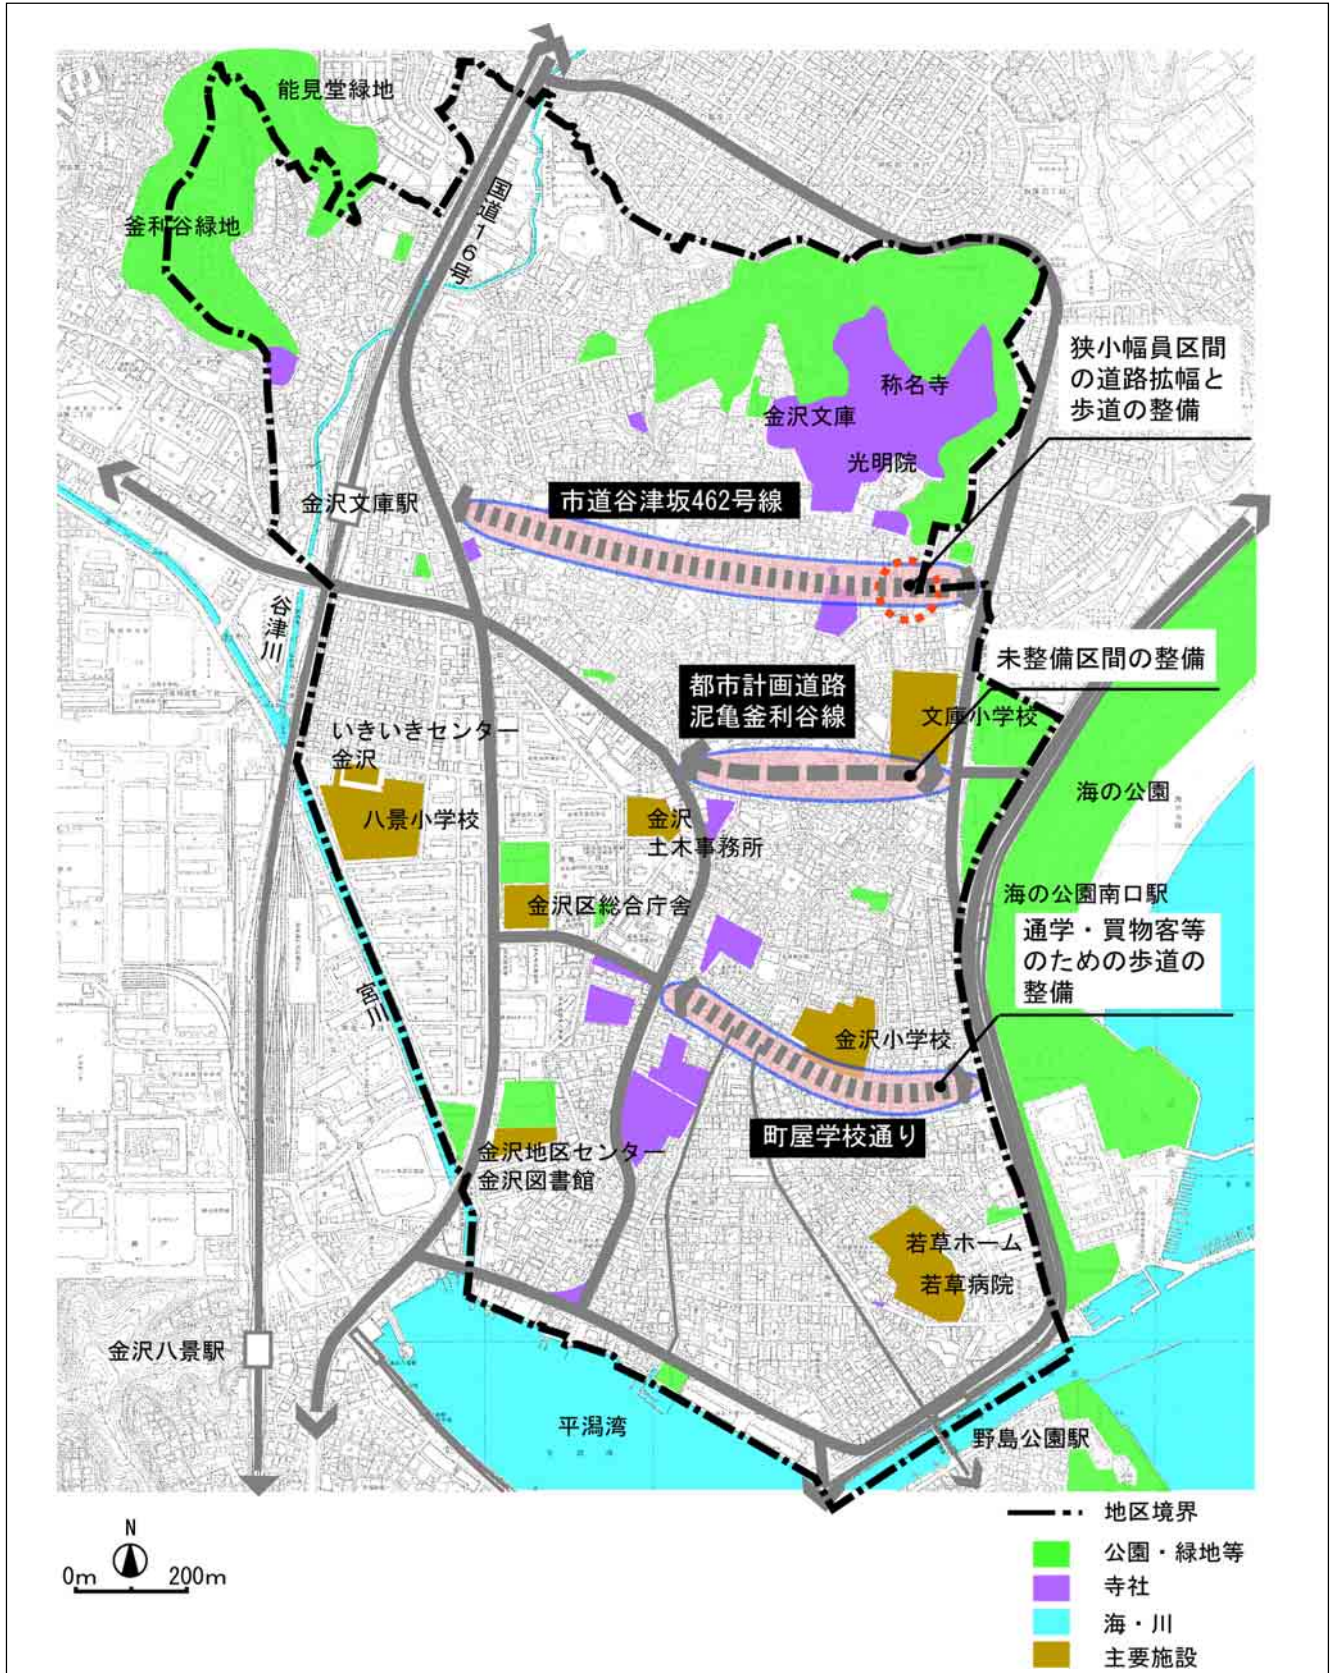 能見堂緑地
国道16号
釜利谷緑地
狭小幅員区間
の道路拡幅と
歩道の整備
称名寺
金沢文庫
光明院
金沢文庫駅
市道谷津坂462号線
谷津川
未整備区間の整備
都市計画道路
泥亀釜利谷線
文庫小学校
いきいきセンター
金沢
海の公園
八景小学校
金沢
土木事務所
海の公園南口駅
金沢区総合庁舎
通学・買物客等
のための歩道の
整備
宮川
金沢小学校
町屋学校通り
金沢地区センター
金沢図書館
若草ホーム
若草病院
金沢八景駅
平潟湾
野島公園駅
N
0m 200m
地区境界
公園・緑地等
寺社
海・川
主要施設